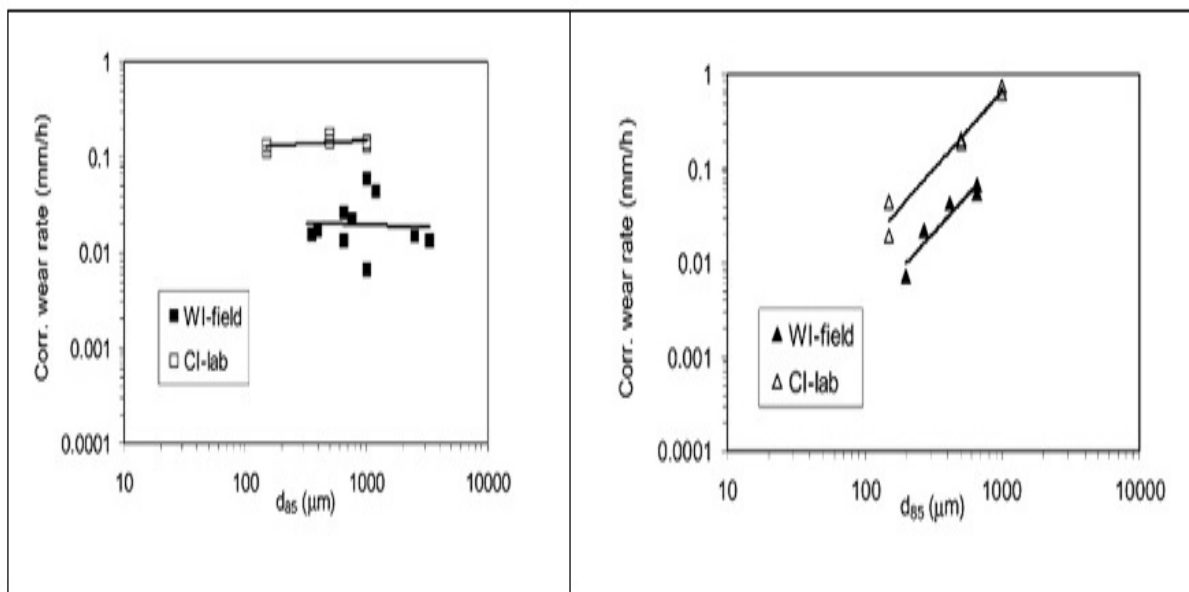 1
0.1
0.01
0.001
0.0001
Corr. wear rate (mm/h)
WI-field
CI-lab
10 100 1000 10000
d85 (μm)
1
0.1
0.01
0.001
0.0001
Corr. wear rate (mm/h)
WI-field
CI-lab
10 100 1000 10000
d85 (μm)